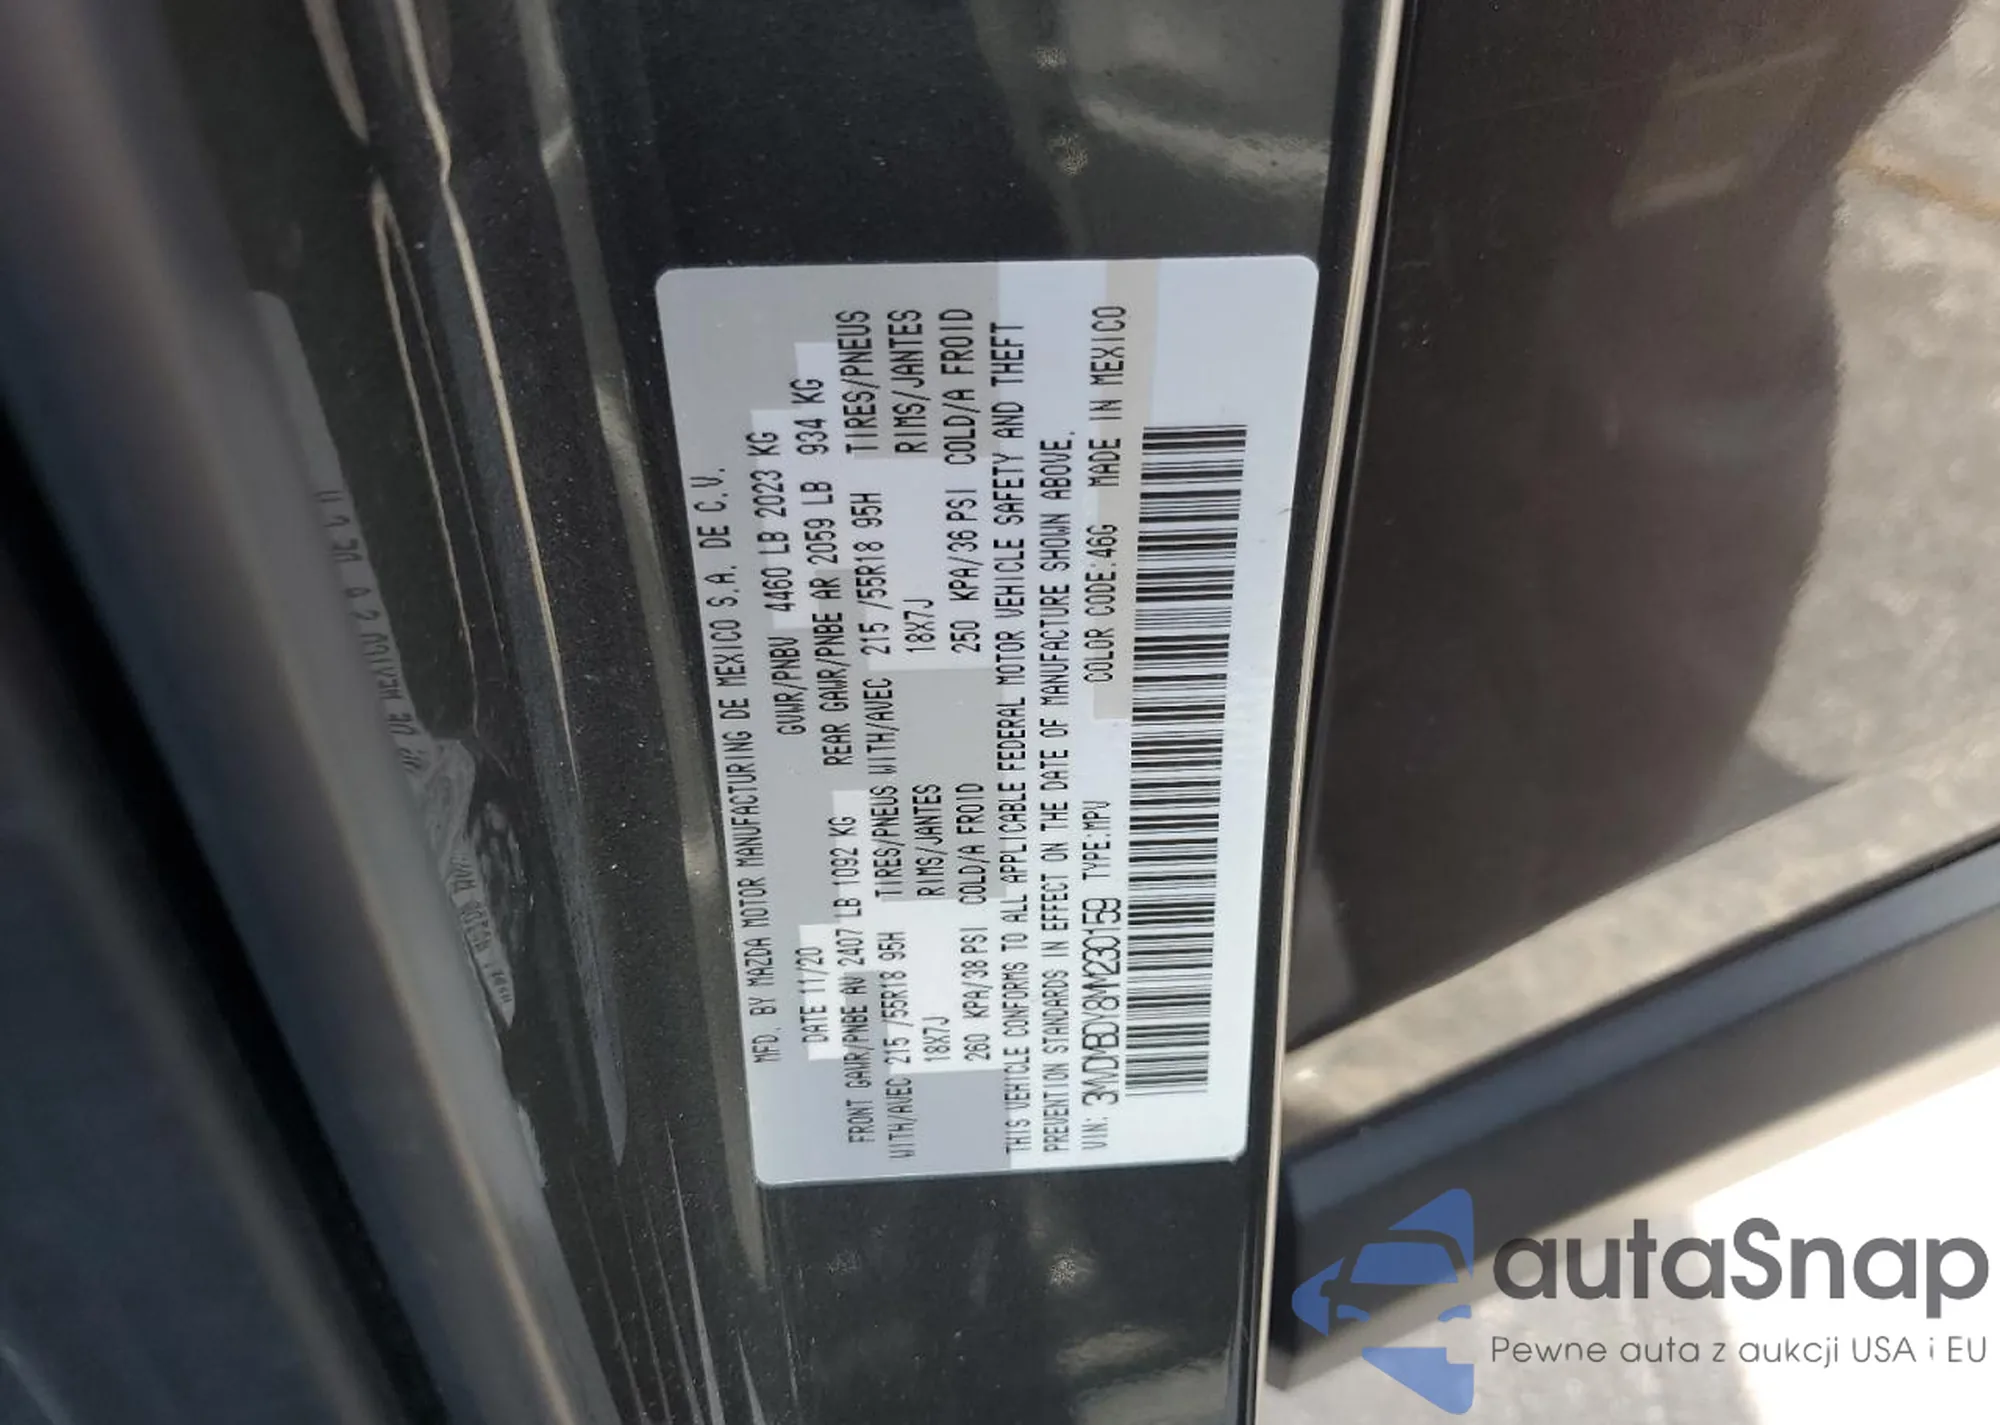 MFD. BY MAZDA MOTOR MANUFACTURING DE MEXICO S.A. DE C.V.
DATE 11/20 GVWR/PNBV 4460 LB 2023 KG
FRONT GAWR/PNBE AV 2407 LB 1092 KG REAR GAWR/PNBE AR 2059 LB 934 KG
WITH/AVEC 215 /55R18 95H TIRES/PNEUS WITH/AVEC 215 /55R18 95H TIRES/PNEUS
18X7J RIMS/JANTES 18X7J RIMS/JANTES
260 KPA/38 PSI COLD/A FROID 250 KPA/36 PSI COLD/A FROID
THIS VEHICLE CONFORMS TO ALL APPLICABLE FEDERAL MOTOR VEHICLE SAFETY AND THEFT
PREVENTION STANDARDS IN EFFECT ON THE DATE OF MANUFACTURE SHOWN ABOVE.
VIN: 3MVDMBDY8MM230159 TYPE:MPV COLOR CODE:46G MADE IN MEXICO
autaSnap
Pewne auta z aukcji USA i EU